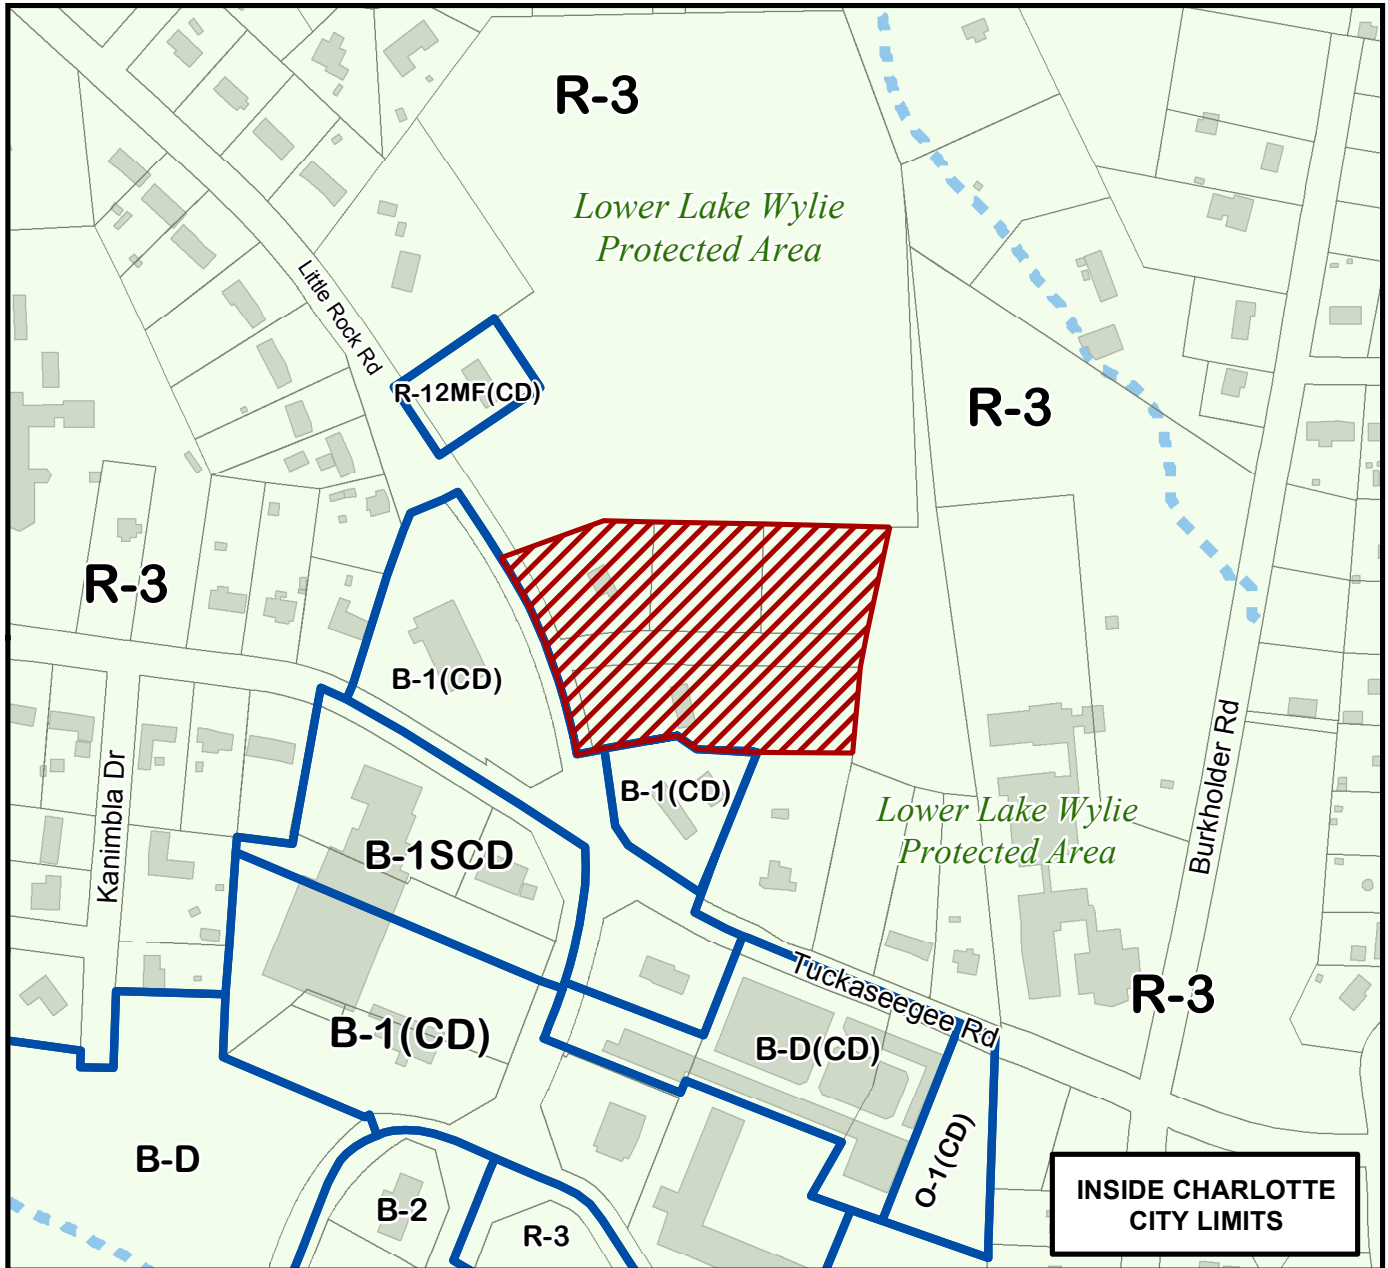 R-3
Lower Lake Wylie
Protected Area
Little Rock Rd
R-12MF(CD)
R-3
R-3
B-1(CD)
Kanimbla Dr
B-1(CD)
Lower Lake Wylie
Protected Area
Burkholder Rd
B-1SCD
Tuckaseegee Rd
R-3
B-1(CD)
B-D(CD)
O-1(CD)
B-D
B-2
R-3
INSIDE CHARLOTTE
CITY LIMITS